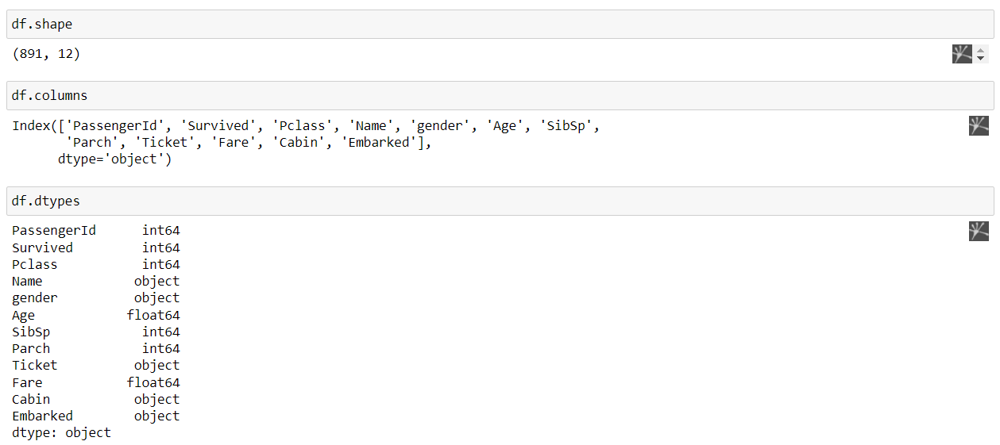 df.shape
(891, 12)
df.columns
Index(['PassengerId', 'Survived', 'Pclass', 'Name', 'gender', 'Age', 'SibSp',
       'Parch', 'Ticket', 'Fare', 'Cabin', 'Embarked'],
      dtype='object')
df.dtypes
PassengerId      int64
Survived         int64
Pclass           int64
Name            object
gender          object
Age            float64
SibSp            int64
Parch            int64
Ticket          object
Fare           float64
Cabin           object
Embarked        object
dtype: object